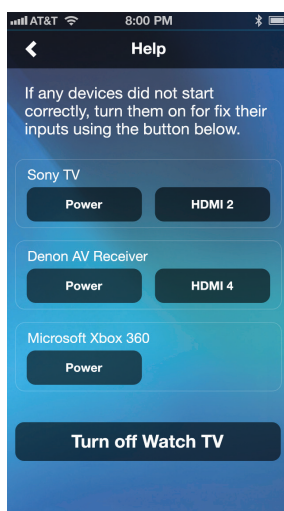 AT&T 8:00 PM
Help
If any devices did not start
correctly, turn them on for fix their
inputs using the button below.
Sony TV
Power HDMI 2
Denon AV Receiver
Power HDMI 4
Microsoft Xbox 360
Power
Turn off Watch TV